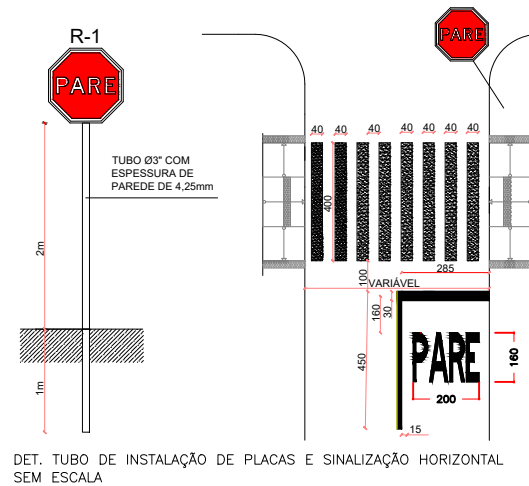 R-1
PARE
TUBO Ø3" COM
ESPESSURA DE
PAREDE DE 4,25mm
2m
1m
PARE
40 40 40 40 40 40 40
400
285
100
VARIÁVEL
30
160
450
PARE
160
200
15
DET. TUBO DE INSTALAÇÃO DE PLACAS E SINALIZAÇÃO HORIZONTAL
SEM ESCALA